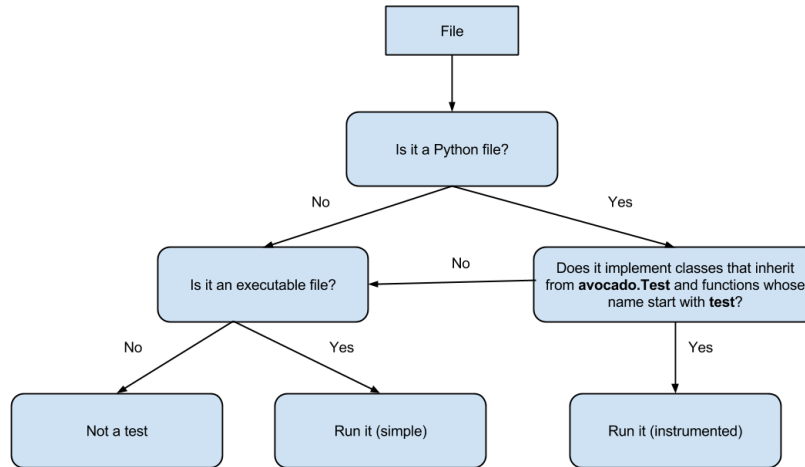 File
Is it a Python file?
No
Yes
Is it an executable file?
No
Does it implement classes that inherit
from avocado.Test and functions whose
name start with test?
No
Yes
Yes
Not a test
Run it (simple)
Run it (instrumented)